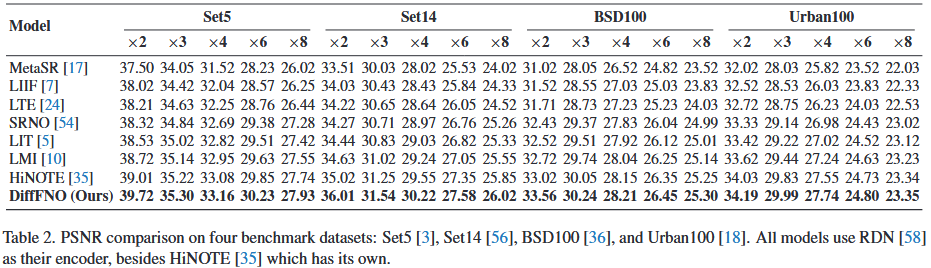 Model Set5 Set14 BSD100 Urban100
×2 ×3 ×4 ×6 ×8 ×2 ×3 ×4 ×6 ×8 ×2 ×3 ×4 ×6 ×8 ×2 ×3 ×4 ×6 ×8
MetaSR [17] 37.50 34.05 31.52 28.23 26.02 33.51 30.03 28.02 25.53 24.02 31.02 28.05 26.52 24.82 23.52 32.02 28.03 25.82 23.52 22.03
LIIF [7] 38.02 34.42 32.04 28.57 26.25 34.03 30.43 28.43 25.84 24.33 31.52 28.55 27.03 25.03 23.83 32.52 28.53 26.03 23.83 22.33
LTE [24] 38.21 34.63 32.25 28.76 26.44 34.22 30.65 28.64 26.05 24.52 31.71 28.73 27.23 25.23 24.03 32.72 28.75 26.23 24.03 22.53
SRNO [54] 38.32 34.84 32.69 29.38 27.28 34.27 30.71 28.97 26.76 25.26 32.43 29.37 27.83 26.04 24.99 33.33 29.14 26.98 24.43 23.02
LIT [5] 38.53 35.02 32.82 29.51 27.42 34.44 30.83 29.03 26.82 25.33 32.52 29.51 27.92 26.12 25.01 33.42 29.22 27.02 24.52 23.12
LMI [10] 38.72 35.14 32.95 29.63 27.55 34.63 31.02 29.24 27.05 25.55 32.71 29.74 28.04 26.25 25.14 33.62 29.44 27.24 24.63 23.23
HiNOTE [35] 39.01 35.22 33.08 29.85 27.74 35.02 31.25 29.55 27.35 25.85 33.02 30.05 28.15 26.35 25.25 34.03 29.83 27.55 24.73 23.34
DiffFNO (Ours) 39.72 35.30 33.16 30.23 27.93 36.01 31.54 30.22 27.58 26.02 33.56 30.24 28.21 26.45 25.30 34.19 29.99 27.74 24.80 23.35
Table 2. PSNR comparison on four benchmark datasets: Set5 [3], Set14 [56], BSD100 [36], and Urban100 [18]. All models use RDN [58]
as their encoder, besides HiNOTE [35] which has its own.